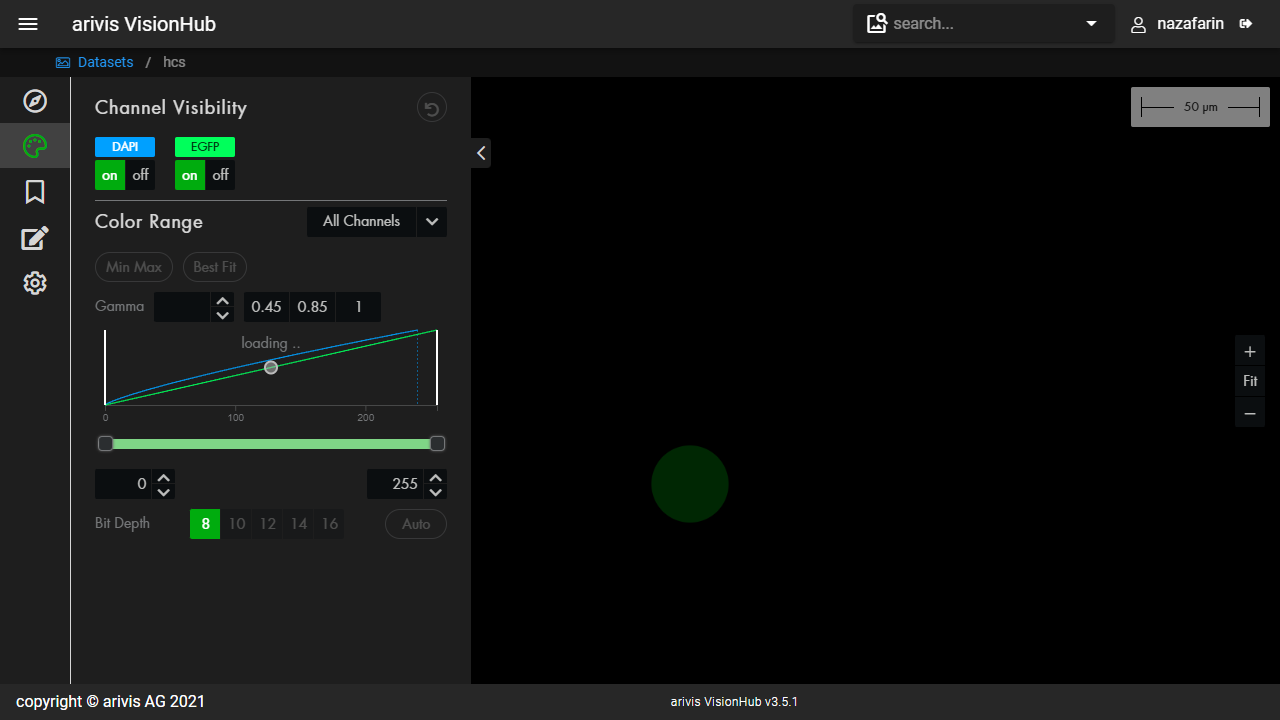 arivis VisionHub
search...
nazafarin
Datasets / hcs
Channel Visibility
DAPI EGFP
on off on off
Color Range All Channels
Min Max Best Fit
Gamma 0.45 0.85 1
loading ..
0 100 200
0 255
Bit Depth 8 10 12 14 16 Auto
50 µm
+
Fit
−
copyright © arivis AG 2021
arivis VisionHub v3.5.1